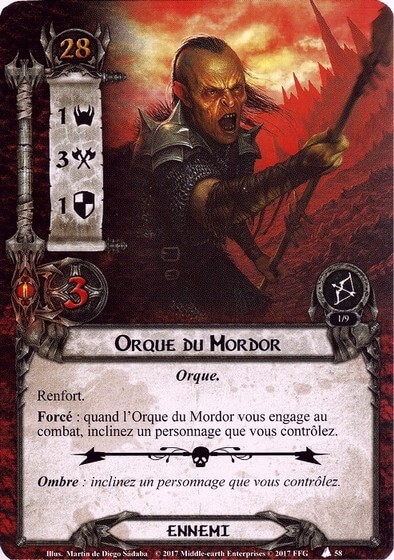 28
1
3
1
3
1/9
Orque du Mordor
Orque.
Renfort.
Forcé : quand l'Orque du Mordor vous engage au
combat, inclinez un personnage que vous contrôlez.
Ombre : inclinez un personnage que vous contrôlez.
ENNEMI
Illus. Martin de Diego Sádaba © 2017 Middle-earth Enterprises © 2017 FFG 58